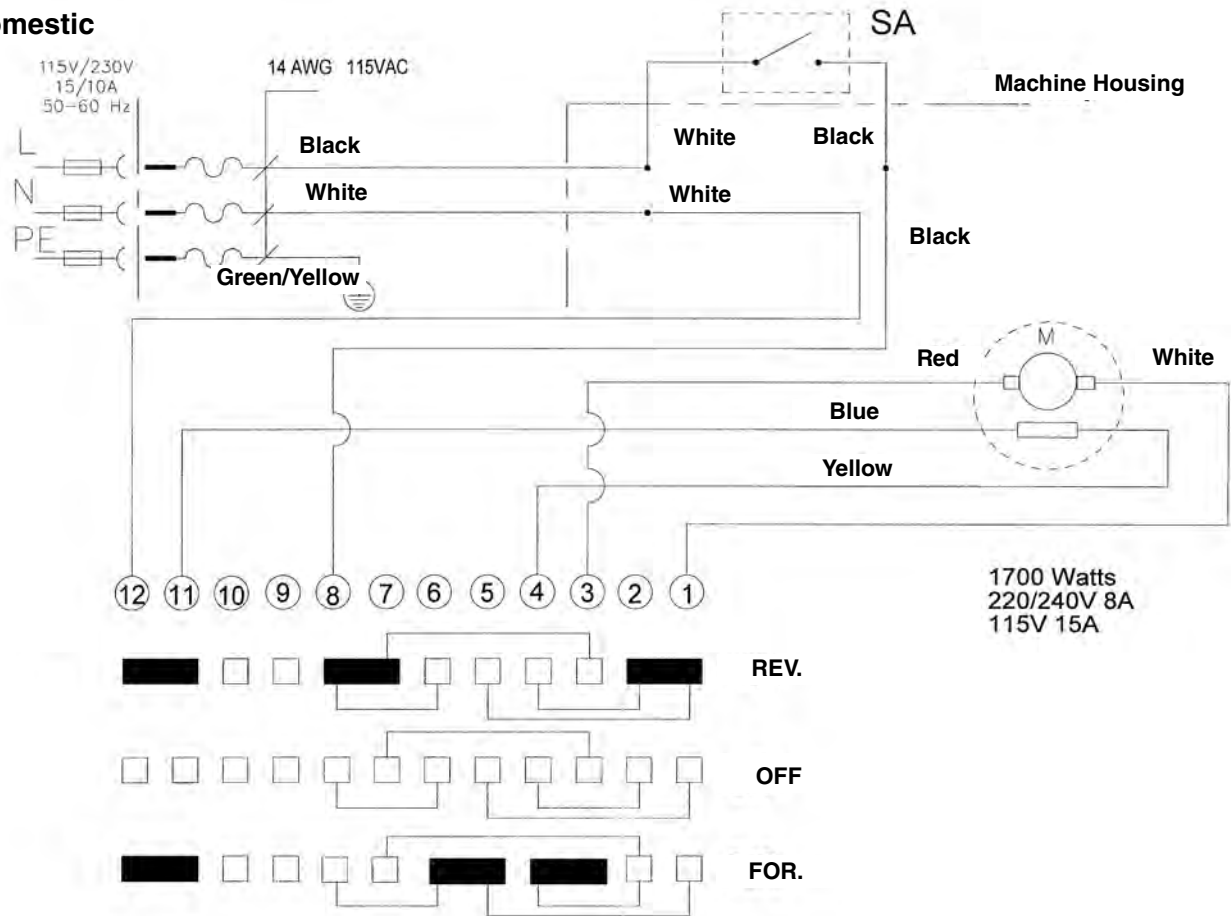 omestic
SA
115V/230V
15/10A
50-60 Hz
14 AWG 115VAC
Machine Housing
L
Black
White
Black
N
White
White
PE
Green/Yellow
Black
M
Red
White
Blue
Yellow
12 11 10 9 8 7 6 5 4 3 2 1
1700 Watts
220/240V 8A
115V 15A
REV.
OFF
FOR.